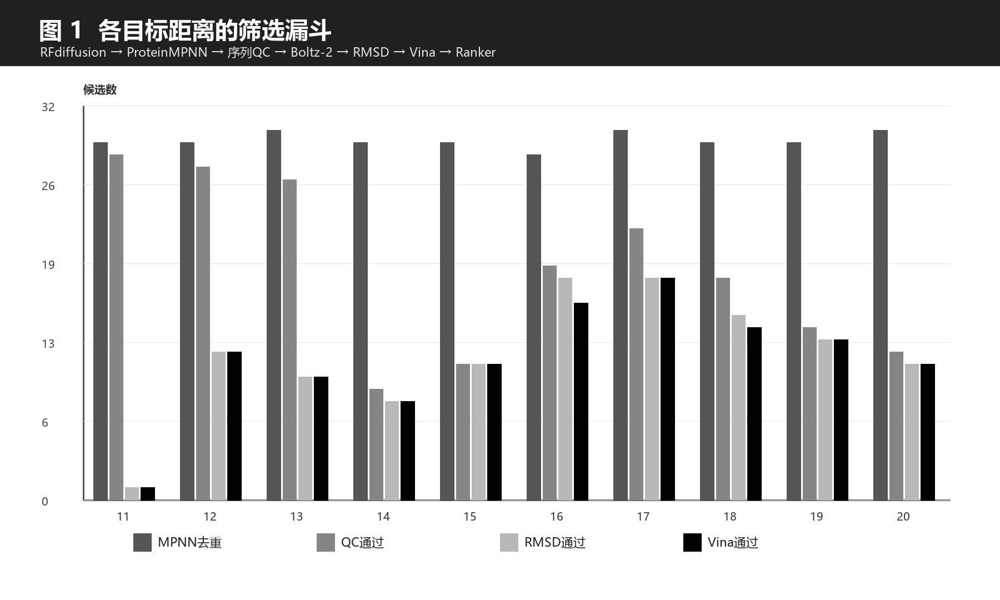 图 1 各目标距离的筛选漏斗
RFdiffusion → ProteinMPNN → 序列QC → Boltz-2 → RMSD → Vina → Ranker
候选数
32
26
19
13
6
0
11 12 13 14 15 16 17 18 19 20
MPNN去重 QC通过 RMSD通过 Vina通过